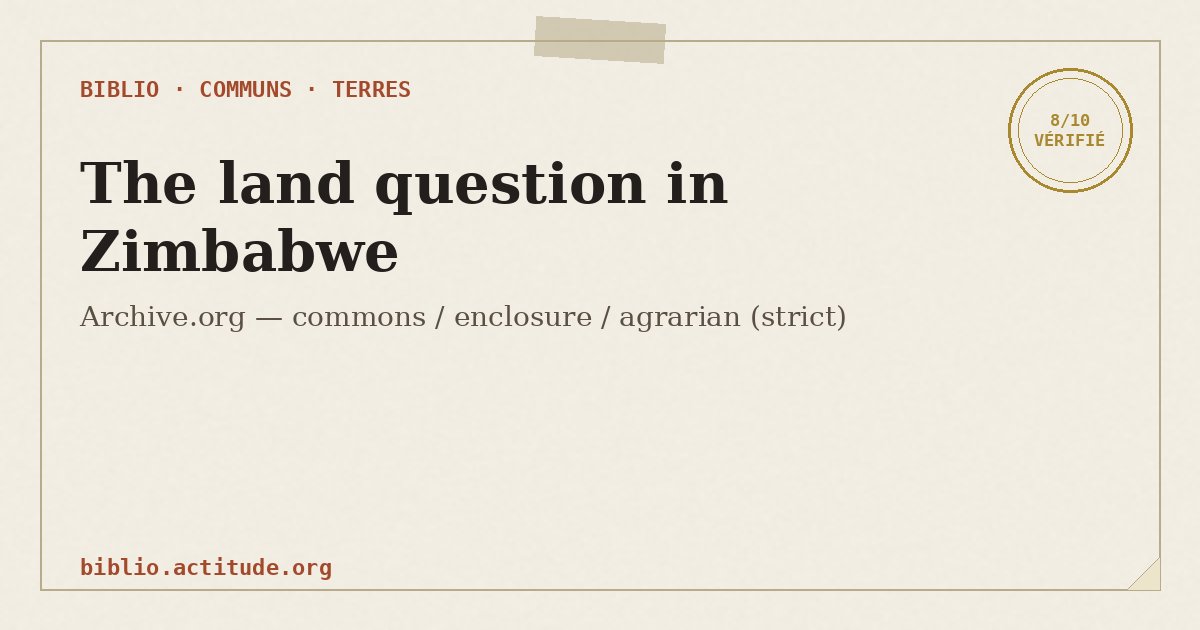 BIBLIO · COMMUNS · TERRES
8/10
VÉRIFIÉ
The land question in
Zimbabwe
Archive.org — commons / enclosure / agrarian (strict)
biblio.actitude.org